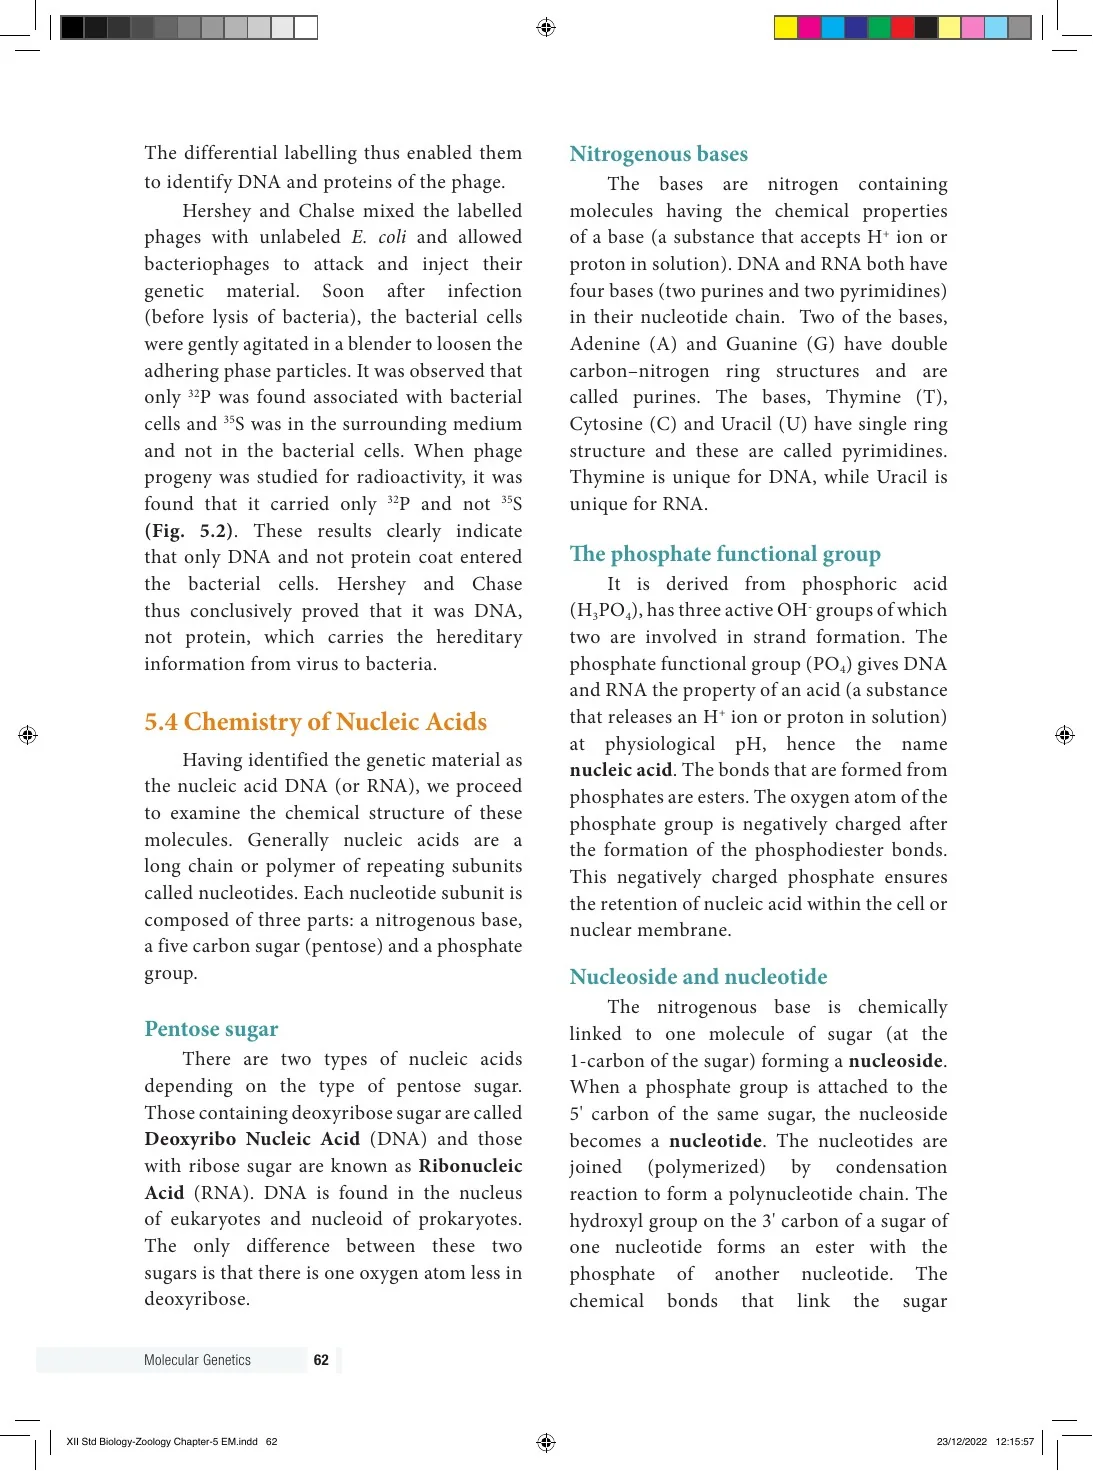 The differential labelling thus enabled them
to identify DNA and proteins of the phage.
Hershey and Chalse mixed the labelled
phages with unlabeled E. coli and allowed
bacteriophages to attack and inject their
genetic material. Soon after infection
(before lysis of bacteria), the bacterial cells
were gently agitated in a blender to loosen the
adhering phase particles. It was observed that
only ³²P was found associated with bacterial
cells and ³⁵S was in the surrounding medium
and not in the bacterial cells. When phage
progeny was studied for radioactivity, it was
found that it carried only ³²P and not ³⁵S
(Fig. 5.2). These results clearly indicate
that only DNA and not protein coat entered
the bacterial cells. Hershey and Chase
thus conclusively proved that it was DNA,
not protein, which carries the hereditary
information from virus to bacteria.
5.4 Chemistry of Nucleic Acids
Having identified the genetic material as
the nucleic acid DNA (or RNA), we proceed
to examine the chemical structure of these
molecules. Generally nucleic acids are a
long chain or polymer of repeating subunits
called nucleotides. Each nucleotide subunit is
composed of three parts: a nitrogenous base,
a five carbon sugar (pentose) and a phosphate
group.
Pentose sugar
There are two types of nucleic acids
depending on the type of pentose sugar.
Those containing deoxyribose sugar are called
Deoxyribo Nucleic Acid (DNA) and those
with ribose sugar are known as Ribonucleic
Acid (RNA). DNA is found in the nucleus
of eukaryotes and nucleoid of prokaryotes.
The only difference between these two
sugars is that there is one oxygen atom less in
deoxyribose.
Nitrogenous bases
The bases are nitrogen containing
molecules having the chemical properties
of a base (a substance that accepts H⁺ ion or
proton in solution). DNA and RNA both have
four bases (two purines and two pyrimidines)
in their nucleotide chain. Two of the bases,
Adenine (A) and Guanine (G) have double
carbon–nitrogen ring structures and are
called purines. The bases, Thymine (T),
Cytosine (C) and Uracil (U) have single ring
structure and these are called pyrimidines.
Thymine is unique for DNA, while Uracil is
unique for RNA.
The phosphate functional group
It is derived from phosphoric acid
(H₃PO₄), has three active OH⁻ groups of which
two are involved in strand formation. The
phosphate functional group (PO₄) gives DNA
and RNA the property of an acid (a substance
that releases an H⁺ ion or proton in solution)
at physiological pH, hence the name
nucleic acid. The bonds that are formed from
phosphates are esters. The oxygen atom of the
phosphate group is negatively charged after
the formation of the phosphodiester bonds.
This negatively charged phosphate ensures
the retention of nucleic acid within the cell or
nuclear membrane.
Nucleoside and nucleotide
The nitrogenous base is chemically
linked to one molecule of sugar (at the
1-carbon of the sugar) forming a nucleoside.
When a phosphate group is attached to the
5' carbon of the same sugar, the nucleoside
becomes a nucleotide. The nucleotides are
joined (polymerized) by condensation
reaction to form a polynucleotide chain. The
hydroxyl group on the 3' carbon of a sugar of
one nucleotide forms an ester with the
phosphate of another nucleotide. The
chemical bonds that link the sugar
Molecular Genetics 62
XII Std Biology-Zoology Chapter-5 EM.indd 62
23/12/2022 12:15:57